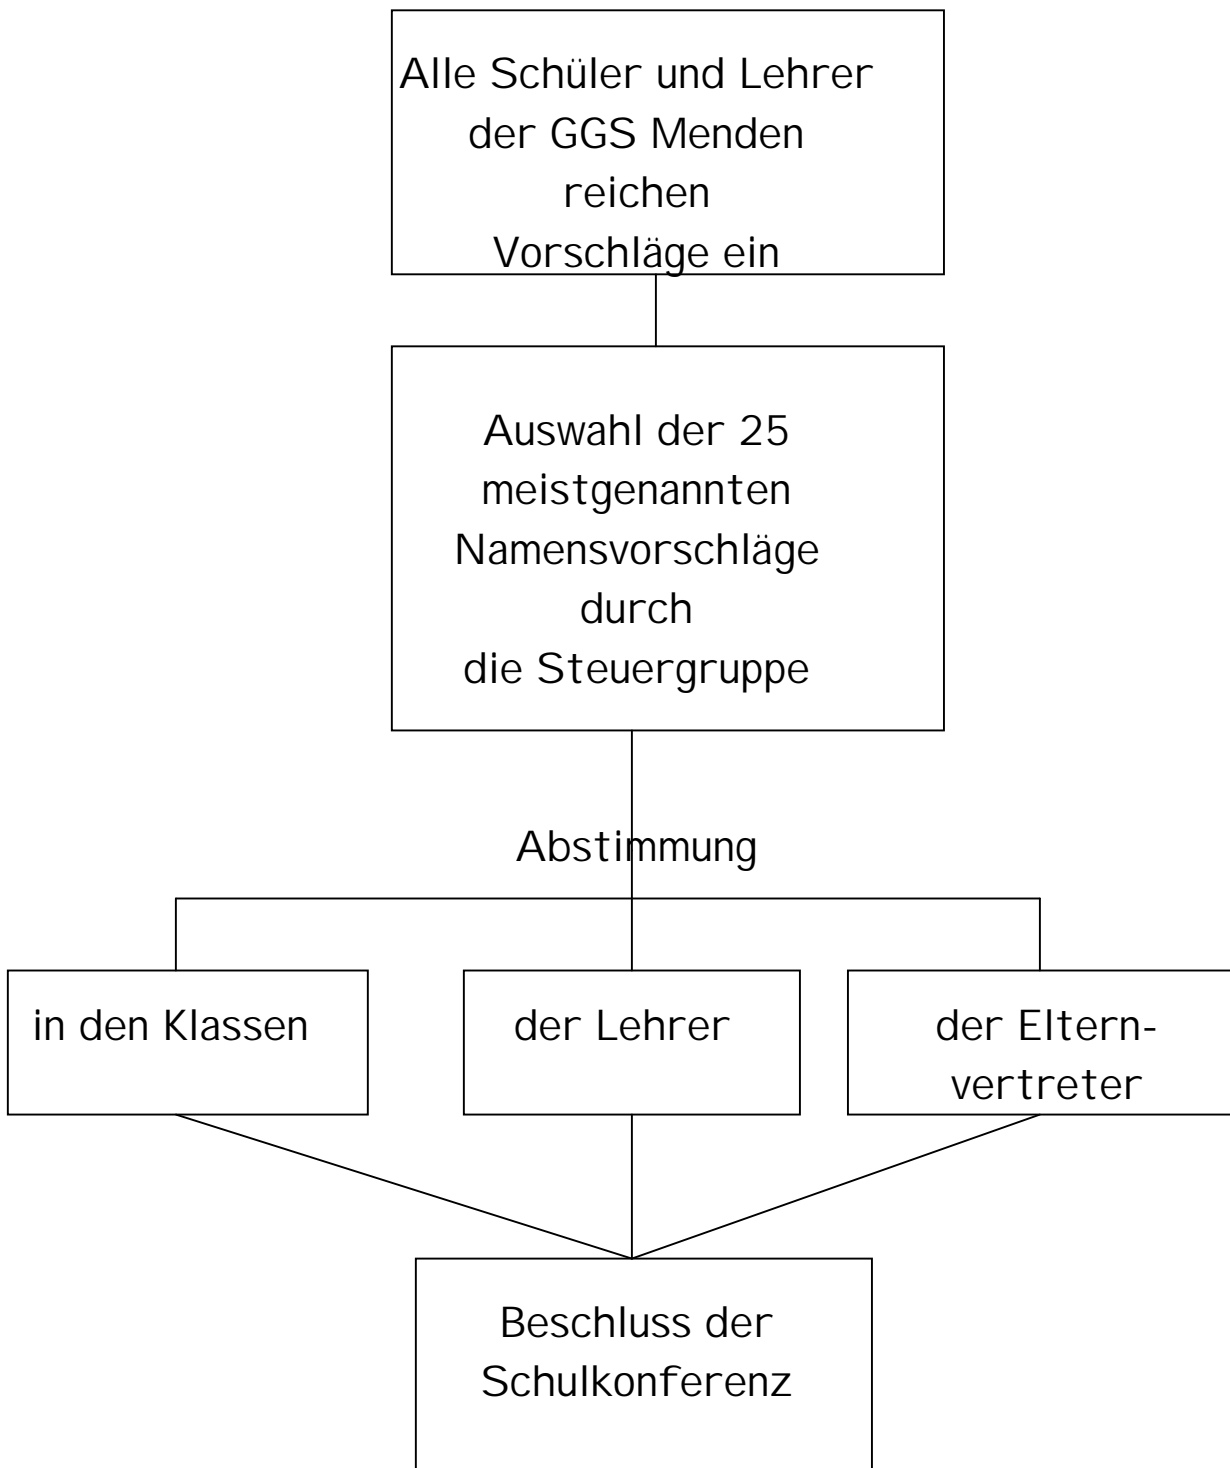 Alle Schüler und Lehrer
der GGS Menden
reichen
Vorschläge ein
Auswahl der 25
meistgenannten
Namensvorschläge
durch
die Steuergruppe
Abstimmung
in den Klassen
der Lehrer
der Eltern-
vertreter
Beschluss der
Schulkonferenz